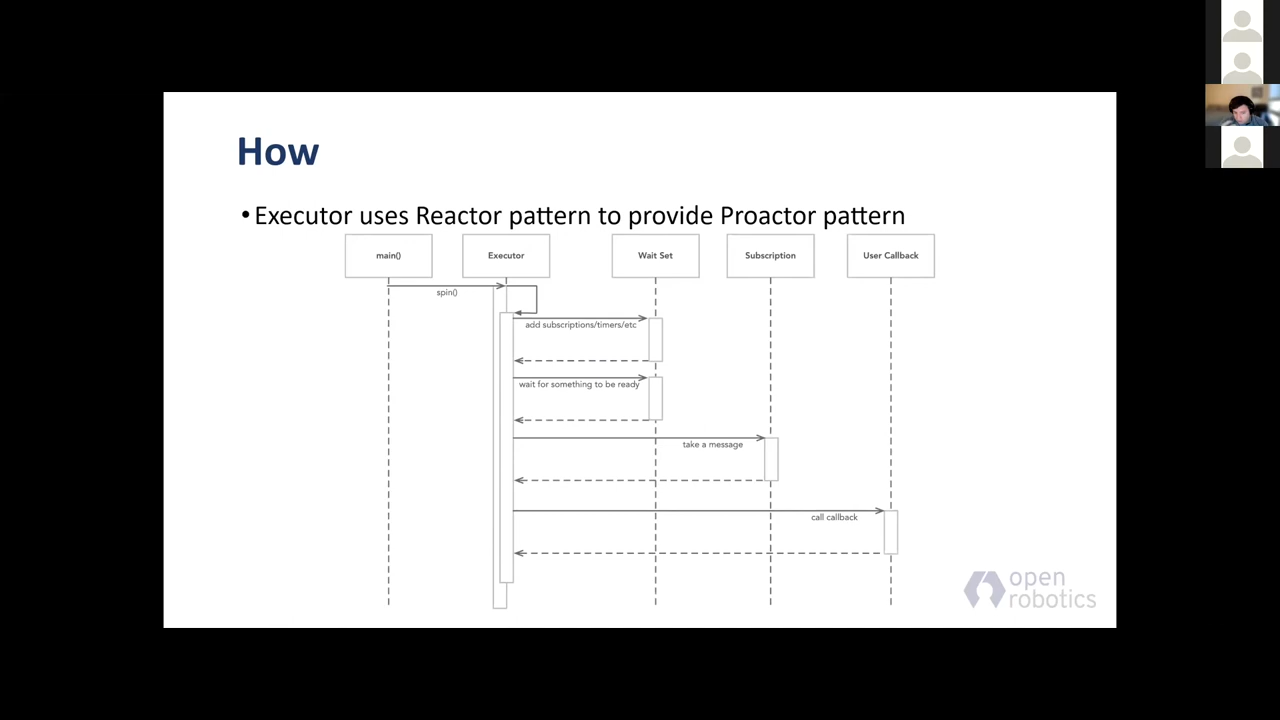 How
• Executor uses Reactor pattern to provide Proactor pattern
main()
Executor
Wait Set
Subscription
User Callback
spin()
add subscriptions/timers/etc
wait for something to be ready
take a message
call callback
open
robotics